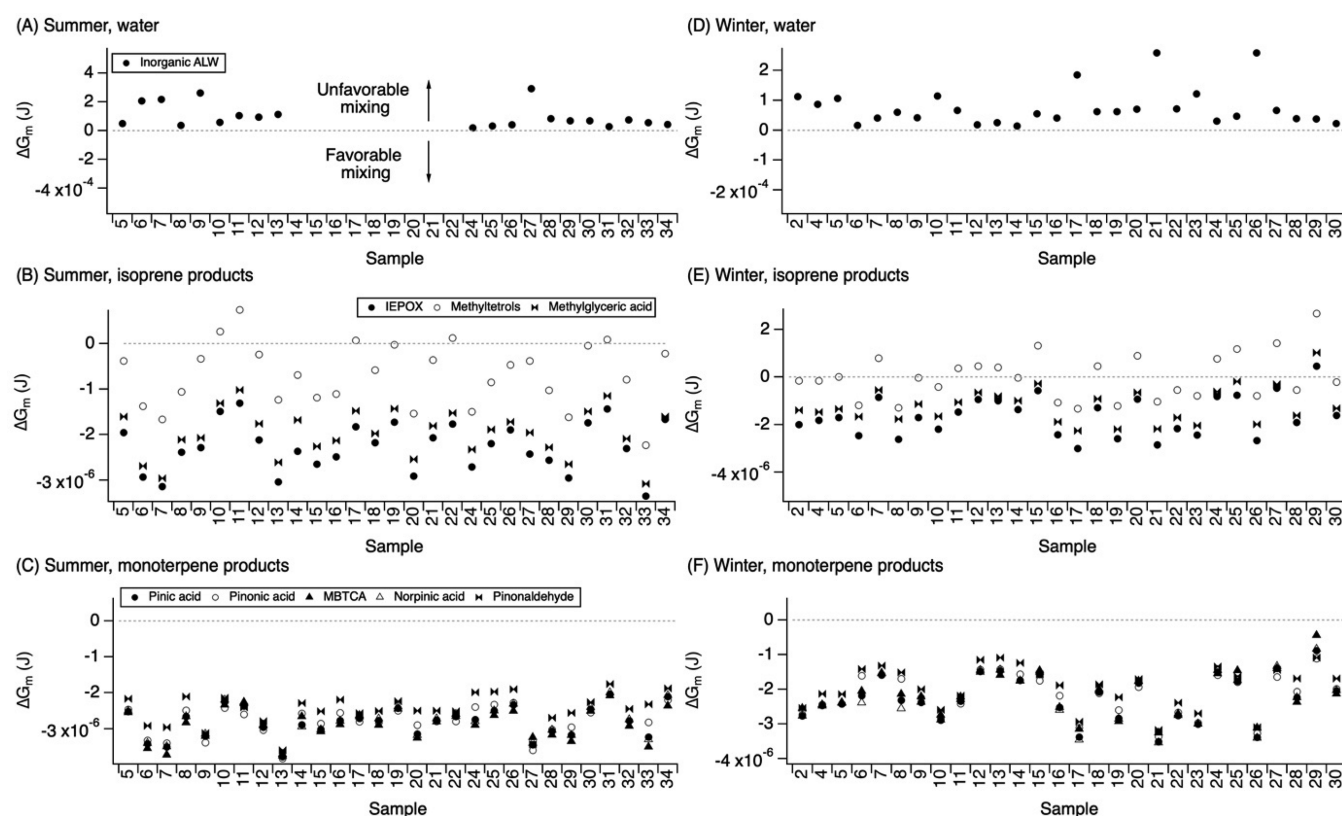 (A) Summer, water
Inorganic ALW
Unfavorable
mixing
Favorable
mixing
ΔGm (J)
4
2
0
-2
-4 x10-4
5 6 7 8 9 10 11 12 13 14 15 16 17 18 19 20 21 22 24 25 26 27 28 29 30 31 32 33 34
Sample
(B) Summer, isoprene products
IEPOX Methyltetrols Methylglyceric acid
ΔGm (J)
0
-1
-2
-3 x10-6
5 6 7 8 9 10 11 12 13 14 15 16 17 18 19 20 21 22 24 25 26 27 28 29 30 31 32 33 34
Sample
(C) Summer, monoterpene products
Pinic acid Pinonic acid MBTCA Norpinic acid Pinonaldehyde
ΔGm (J)
0
-1
-2
-3 x10-6
5 6 7 8 9 10 11 12 13 14 15 16 17 18 19 20 21 22 24 25 26 27 28 29 30 31 32 33 34
Sample
(D) Winter, water
ΔGm (J)
2
1
0
-1
-2 x10-4
2 4 5 6 7 8 9 10 11 12 13 14 15 16 17 18 19 20 21 22 23 24 25 26 27 28 29 30
Sample
(E) Winter, isoprene products
ΔGm (J)
2
0
-2
-4 x10-6
2 4 5 6 7 8 9 10 11 12 13 14 15 16 17 18 19 20 21 22 23 24 25 26 27 28 29 30
Sample
(F) Winter, monoterpene products
ΔGm (J)
0
-1
-2
-3
-4 x10-6
2 4 5 6 7 8 9 10 11 12 13 14 15 16 17 18 19 20 21 22 23 24 25 26 27 28 29 30
Sample